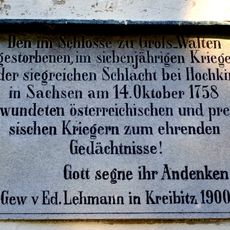 Den im Schlosse zu Groß-Walten
gestorbenen, im siebenjährigen Kriege
der siegreichen Schlacht bei Hochkir
in Sachsen am 14. Oktober 1758
wundeten österreichischen und pre
sischen Kriegern zum ehrenden
Gedächtnisse!
Gott segne ihr Andenken
Gew v Ed. Lehmann in Kreibitz 1900